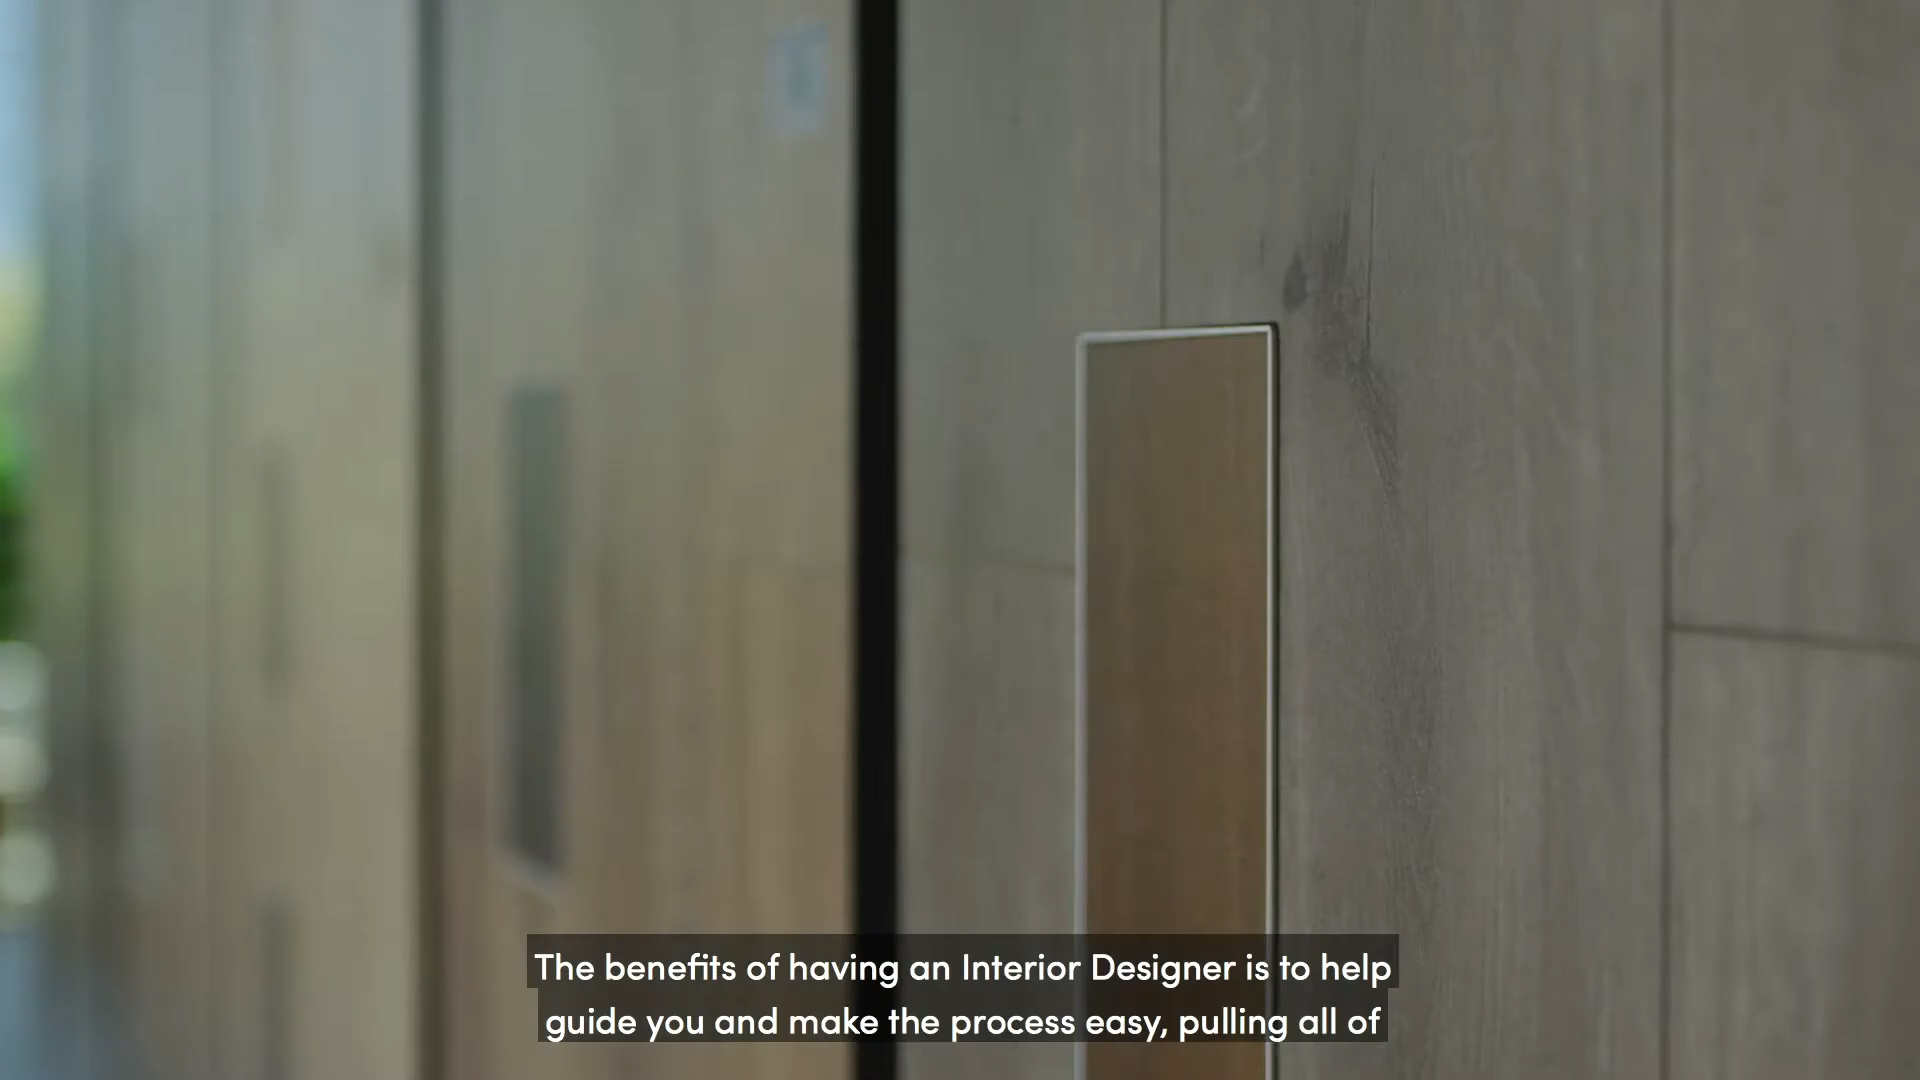 The benefits of having an Interior Designer is to help
guide you and make the process easy, pulling all of